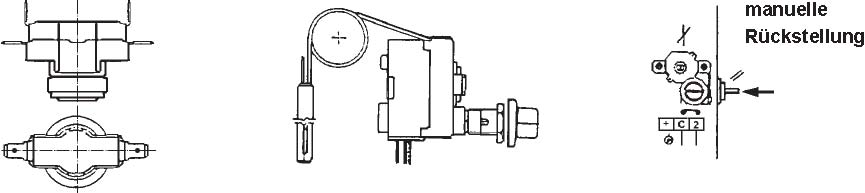 manuelle
Rückstellung
+ C 2